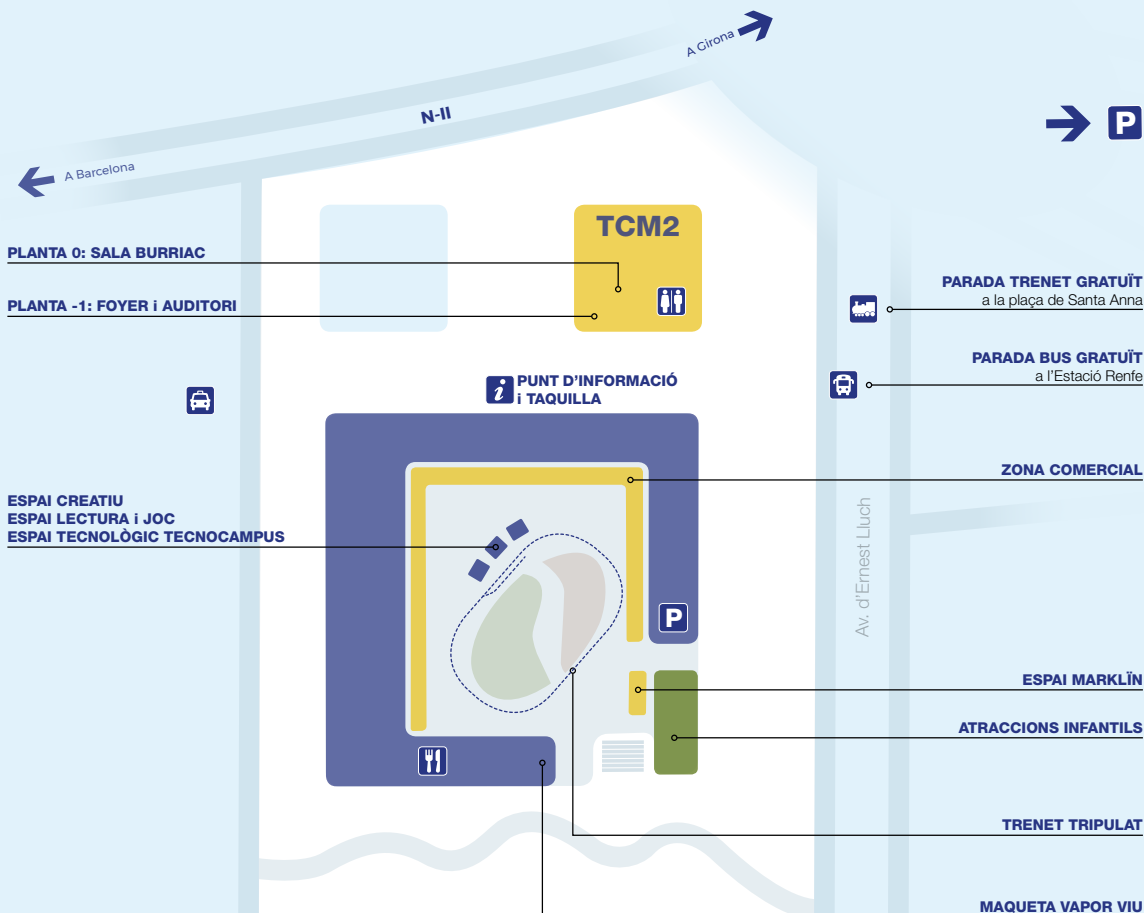 A Girona
N-II
P
A Barcelona
TCM2
PLANTA 0: SALA BURRIAC
PLANTA -1: FOYER i AUDITORI
PARADA TRENET GRATUÏT
a la plaça de Santa Anna
PARADA BUS GRATUÏT
a l'Estació Renfe
i PUNT D'INFORMACIÓ
i TAQUILLA
ZONA COMERCIAL
ESPAI CREATIU
ESPAI LECTURA i JOC
ESPAI TECNOLÒGIC TECNOCAMPUS
Av. d'Ernest Lluch
P
ESPAI MARKLÏN
ATRACCIONS INFANTILS
TRENET TRIPULAT
MAQUETA VAPOR VIU